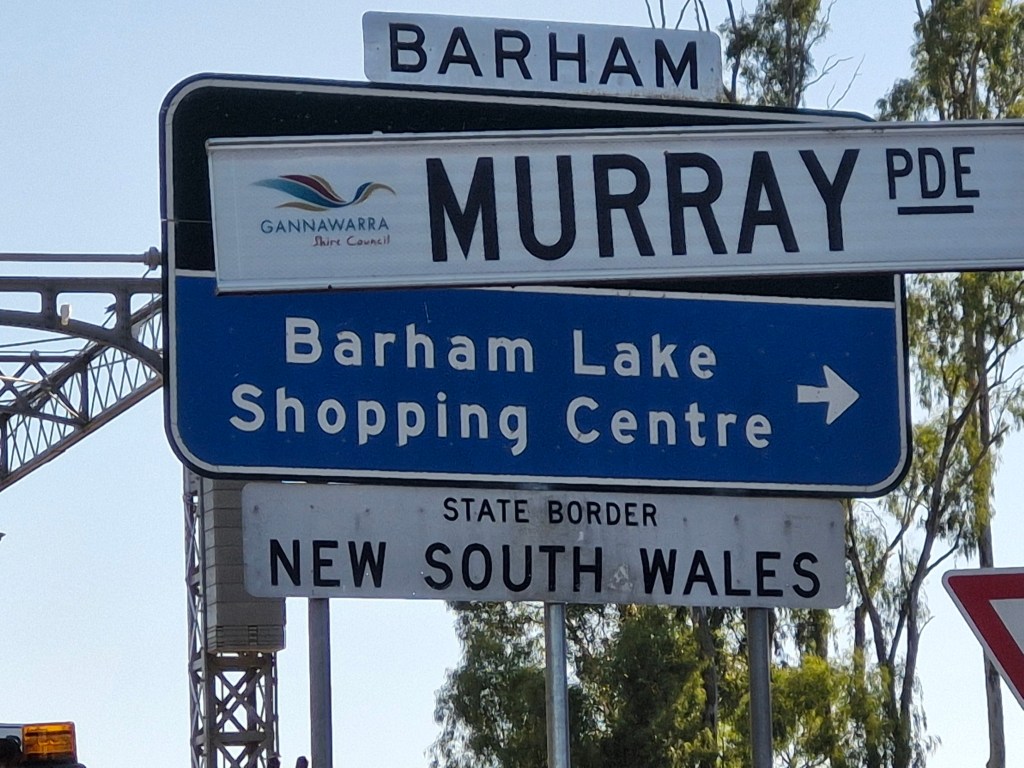 BARHAM
GANNAWARRA
Shire Council
MURRAY PDE
Barham Lake
Shopping Centre
STATE BORDER
NEW SOUTH WALES